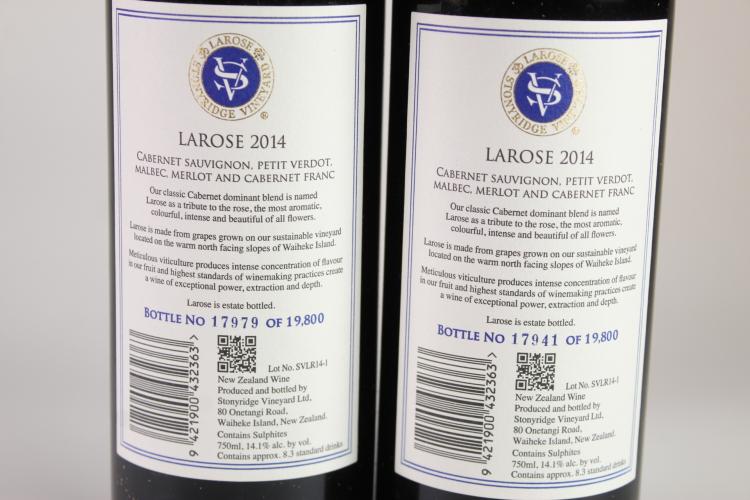 LAROSE
STONYRIDGE VINEYARD
SV
®
LAROSE 2014
CABERNET SAUVIGNON, PETIT VERDOT,
MALBEC, MERLOT AND CABERNET FRANC
Our classic Cabernet dominant blend is named
Larose as a tribute to the rose, the most aromatic,
colourful, intense and beautiful of all flowers.
Larose is made from grapes grown on our sustainable vineyard
located on the warm north facing slopes of Waiheke Island.
Meticulous viticulture produces intense concentration of flavour
in our fruit and highest standards of winemaking practices create
a wine of exceptional power, extraction and depth.
Larose is estate bottled.
BOTTLE NO 17979 OF 19,800
Lot No. SVLR14-1
New Zealand Wine
Produced and bottled by
Stonyridge Vineyard Ltd,
80 Onetangi Road,
Waiheke Island, New Zealand.
Contains Sulphites
750ml, 14.1% alc. by vol.
Contains approx. 8.3 standard drinks
9 421900 432363 >
LAROSE
STONYRIDGE VINEYARD
SV
®
LAROSE 2014
CABERNET SAUVIGNON, PETIT VERDOT,
MALBEC, MERLOT AND CABERNET FRANC
Our classic Cabernet dominant blend is named
Larose as a tribute to the rose, the most aromatic,
colourful, intense and beautiful of all flowers.
Larose is made from grapes grown on our sustainable vineyard
located on the warm north facing slopes of Waiheke Island.
Meticulous viticulture produces intense concentration of flavour
in our fruit and highest standards of winemaking practices create
a wine of exceptional power, extraction and depth.
Larose is estate bottled.
BOTTLE NO 17941 OF 19,800
Lot No. SVLR14-1
New Zealand Wine
Produced and bottled by
Stonyridge Vineyard Ltd,
80 Onetangi Road,
Waiheke Island, New Zealand.
Contains Sulphites
750ml, 14.1% alc. by vol.
Contains approx. 8.3 standard drinks
9 421900 432363 >